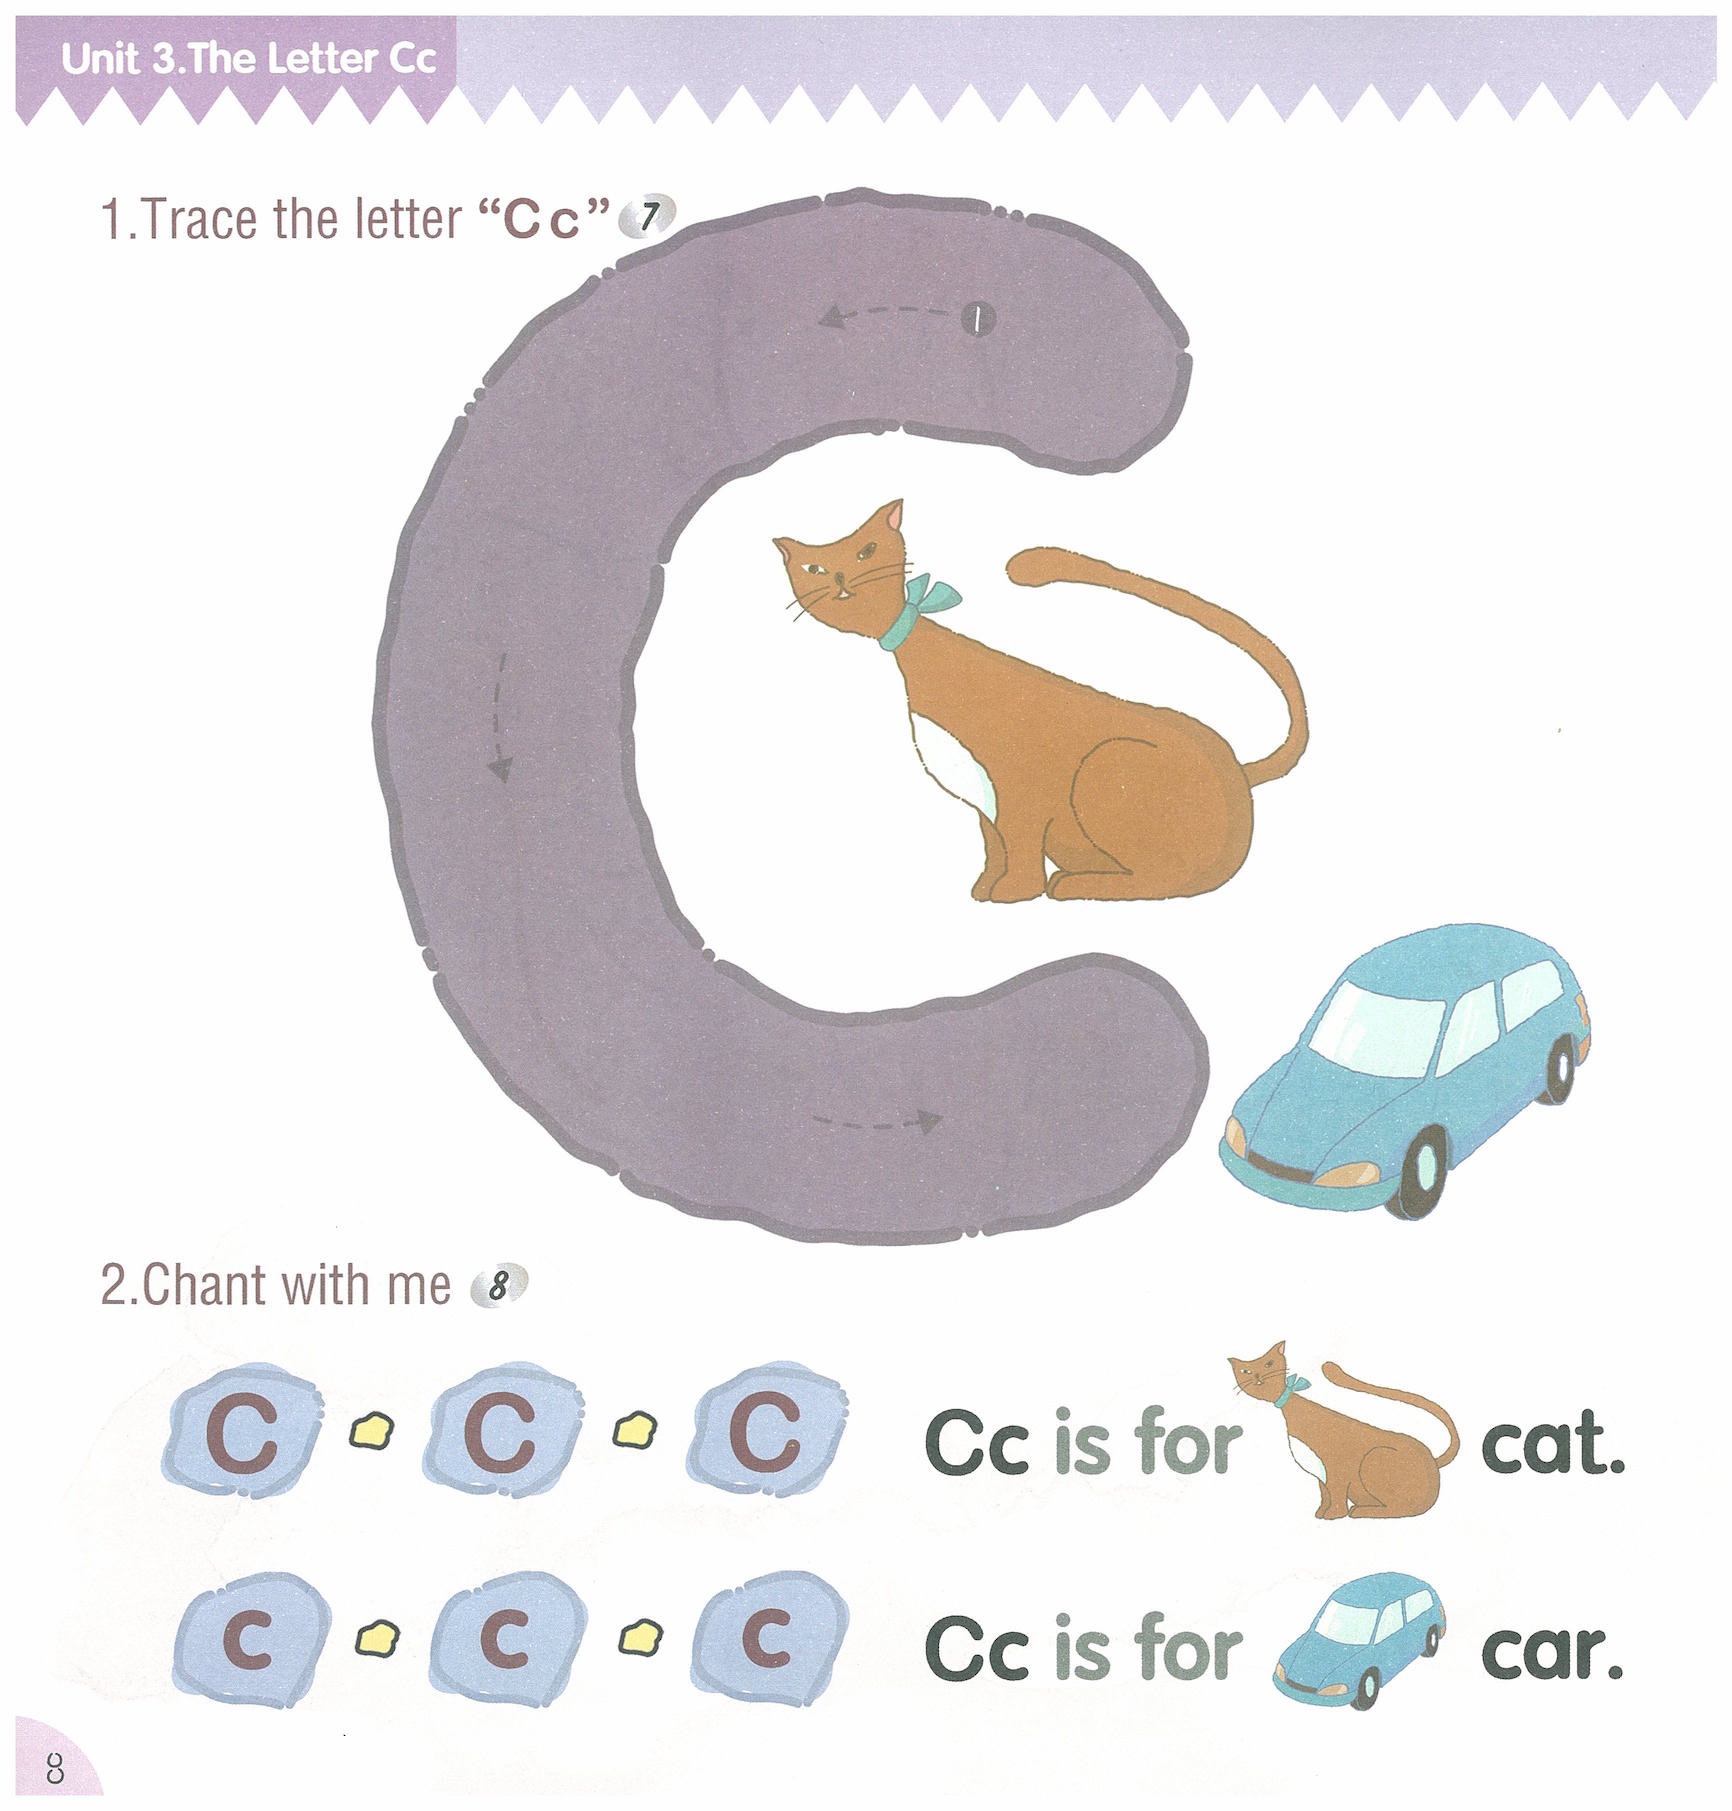 Unit 3.The Letter Cc
1.Trace the letter “Cc” 7
1
2.Chant with me 8
C C C Cc is for cat.
c c c Cc is for car.
8